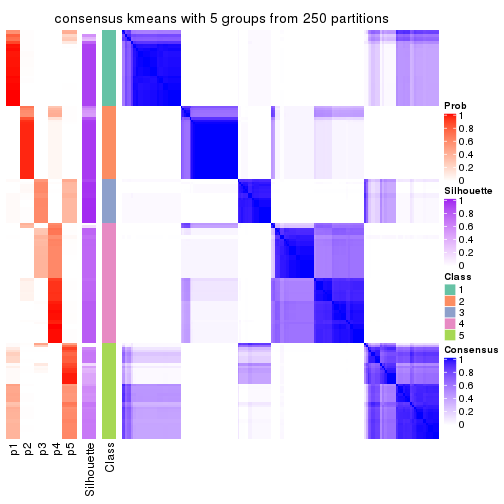 consensus kmeans with 5 groups from 250 partitions
Prob
1
0.8
0.6
0.4
0.2
0
Silhouette
1
0.8
0.6
0.4
0.2
0
Class
1
2
3
4
5
Consensus
1
0.8
0.6
0.4
0.2
0
p1
p2
p3
p4
p5
Silhouette
Class